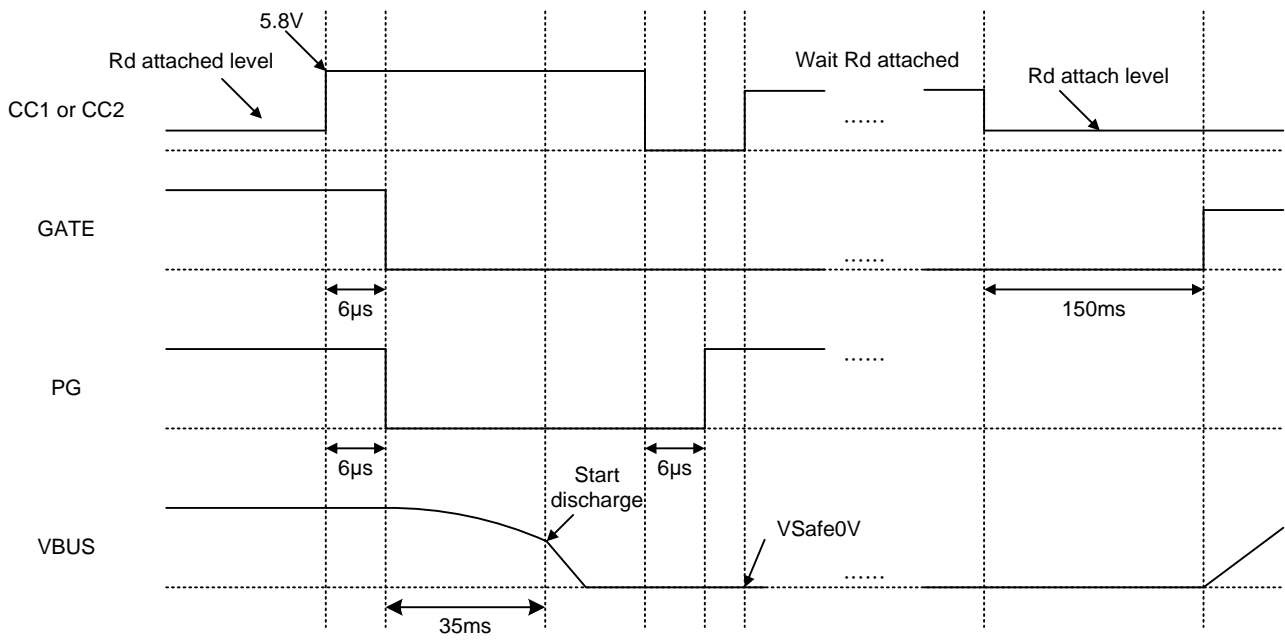 5.8V
Rd attached level
Wait Rd attached
Rd attach level
CC1 or CC2
......
GATE
......
6µs
150ms
PG
......
6µs
6µs
Start
discharge
VSafe0V
VBUS
......
35ms